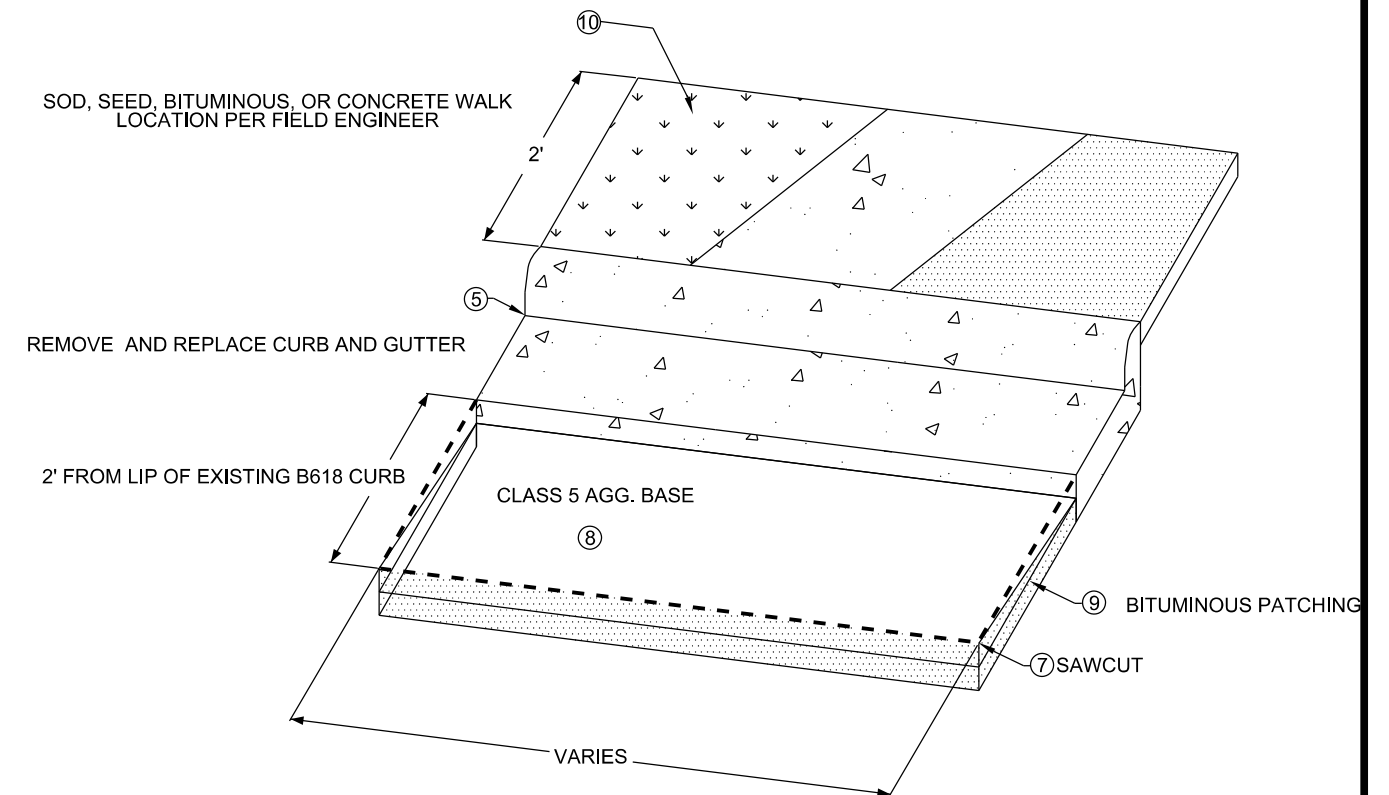 10
SOD, SEED, BITUMINOUS, OR CONCRETE WALK
LOCATION PER FIELD ENGINEER
2'
5
REMOVE AND REPLACE CURB AND GUTTER
2' FROM LIP OF EXISTING B618 CURB
CLASS 5 AGG. BASE
8
9 BITUMINOUS PATCHING
7 SAWCUT
VARIES